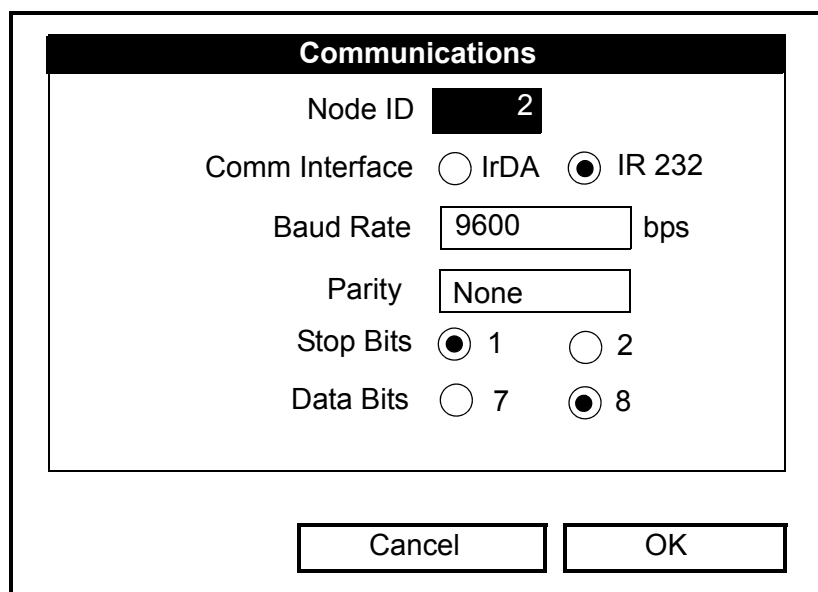 Communications
Node ID 2
Comm Interface IrDA IR 232
Baud Rate 9600 bps
Parity None
Stop Bits 1 2
Data Bits 7 8
Cancel OK